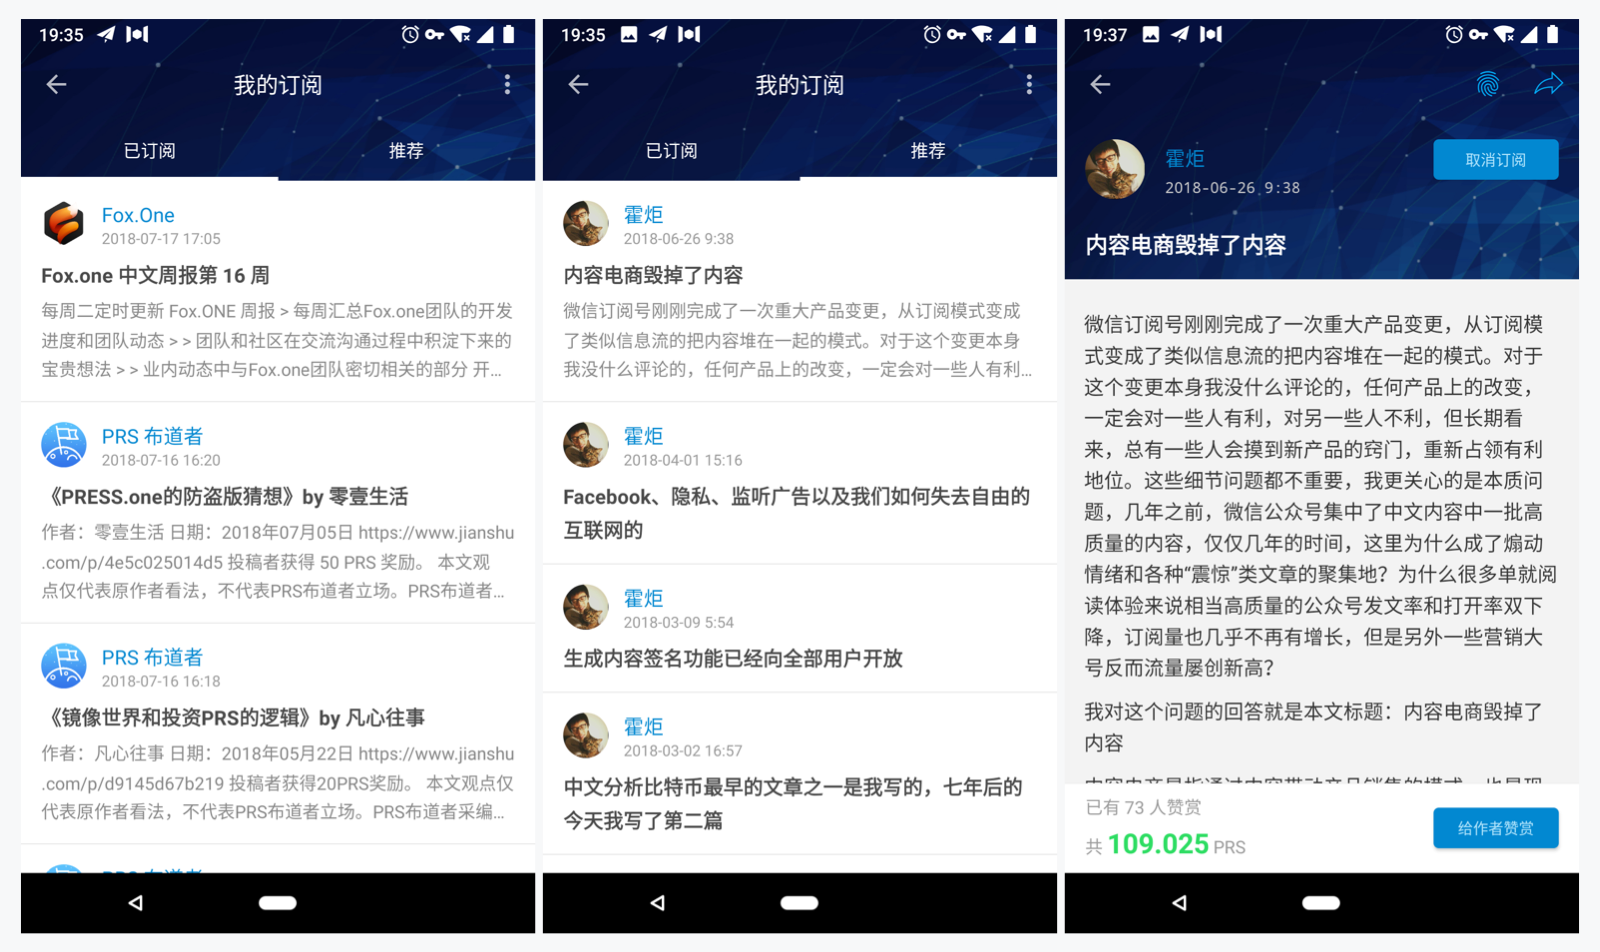 19:35
我的订阅
已订阅 推荐
Fox.One
2018-07-17 17:05
Fox.one 中文周报第 16 周
每周二定时更新 Fox.ONE 周报 > 每周汇总Fox.one团队的开发
进度和团队动态 > > 团队和社区在交流沟通过程中积淀下来的
宝贵想法 > > 业内动态中与Fox.one团队密切相关的部分 开...
PRS 布道者
2018-07-16 16:20
《PRESS.one的防盗版猜想》by 零壹生活
作者：零壹生活 日期：2018年07月05日 https://www.jianshu
.com/p/4e5c025014d5 投稿者获得 50 PRS 奖励。 本文观
点仅代表原作者看法，不代表PRS布道者立场。PRS布道者...
PRS 布道者
2018-07-16 16:18
《镜像世界和投资PRS的逻辑》by 凡心往事
作者：凡心往事 日期：2018年05月22日 https://www.jianshu
.com/p/d9145d67b219 投稿者获得20PRS奖励。 本文观点仅
代表原作者看法，不代表PRS布道者立场。PRS布道者采编...
PRS 布道者
19:35
我的订阅
已订阅 推荐
霍炬
2018-06-26 9:38
内容电商毁掉了内容
微信订阅号刚刚完成了一次重大产品变更，从订阅模式变成
了类似信息流的把内容堆在一起的模式。对于这个变更本身
我没什么评论的，任何产品上的改变，一定会对一些人有利...
霍炬
2018-04-01 15:16
Facebook、隐私、监听广告以及我们如何失去自由的
互联网的
霍炬
2018-03-09 5:54
生成内容签名功能已经向全部用户开放
霍炬
2018-03-02 16:57
中文分析比特币最早的文章之一是我写的，七年后的
今天我写了第二篇
19:37
霍炬
2018-06-26 9:38
取消订阅
内容电商毁掉了内容
微信订阅号刚刚完成了一次重大产品变更，从订阅模
式变成了类似信息流的把内容堆在一起的模式。对于
这个变更本身我没什么评论的，任何产品上的改变，
一定会对一些人有利，对另一些人不利，但长期看
来，总有一些人会摸到新产品的窍门，重新占领有利
地位。这些细节问题都不重要，我更关心的是本质问
题，几年之前，微信公众号集中了中文内容中一批高
质量的内容，仅仅几年的时间，这里为什么成了煽动
情绪和各种“震惊”类文章的聚集地？为什么很多单就阅
读体验来说相当高质量的公众号发文率和打开率双下
降，订阅量也几乎不再有增长，但是另外一些营销大
号反而流量屡创新高？
我对这个问题的回答就是本文标题：内容电商毁掉了
内容
内容电商是指通过内容带动产品销售的模式，也是现
已有 73 人赞赏
共 109.025 PRS
给作者赞赏